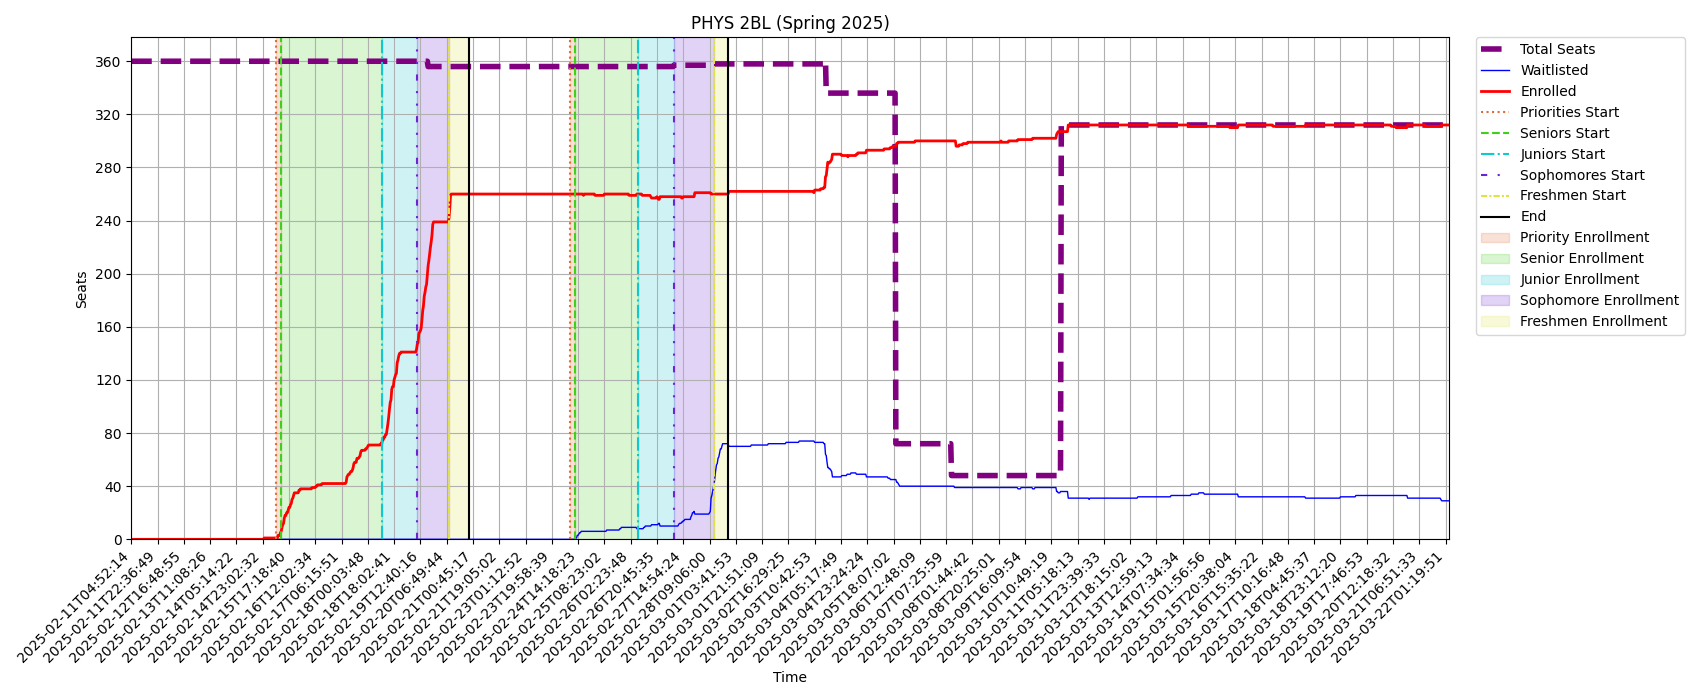 PHYS 2BL (Spring 2025)
Seats
360
320
280
240
200
160
120
80
40
0
2025-02-11T04:52:14
2025-02-11T22:36:49
2025-02-12T16:48:55
2025-02-13T11:08:26
2025-02-14T05:14:22
2025-02-14T23:02:32
2025-02-15T17:18:40
2025-02-16T12:02:34
2025-02-17T06:15:51
2025-02-18T00:03:48
2025-02-18T18:02:41
2025-02-19T12:40:16
2025-02-20T06:49:44
2025-02-21T00:45:17
2025-02-21T19:05:02
2025-02-23T01:12:52
2025-02-23T19:58:39
2025-02-24T14:18:23
2025-02-25T08:23:02
2025-02-26T02:23:48
2025-02-26T20:45:35
2025-02-27T14:54:24
2025-02-28T09:06:00
2025-03-01T03:41:53
2025-03-01T21:51:09
2025-03-02T16:29:25
2025-03-03T10:42:53
2025-03-04T05:17:49
2025-03-04T23:24:24
2025-03-05T18:07:02
2025-03-06T12:48:09
2025-03-07T07:25:59
2025-03-08T01:44:42
2025-03-08T20:25:01
2025-03-09T16:09:54
2025-03-10T10:49:19
2025-03-11T05:18:13
2025-03-11T23:39:33
2025-03-12T18:15:02
2025-03-13T12:59:13
2025-03-14T07:34:34
2025-03-15T01:56:56
2025-03-15T20:38:04
2025-03-16T15:35:22
2025-03-17T10:16:48
2025-03-18T04:45:37
2025-03-18T23:12:20
2025-03-19T17:46:53
2025-03-20T12:18:32
2025-03-21T06:51:33
2025-03-22T01:19:51
Time
Total Seats
Waitlisted
Enrolled
Priorities Start
Seniors Start
Juniors Start
Sophomores Start
Freshmen Start
End
Priority Enrollment
Senior Enrollment
Junior Enrollment
Sophomore Enrollment
Freshmen Enrollment